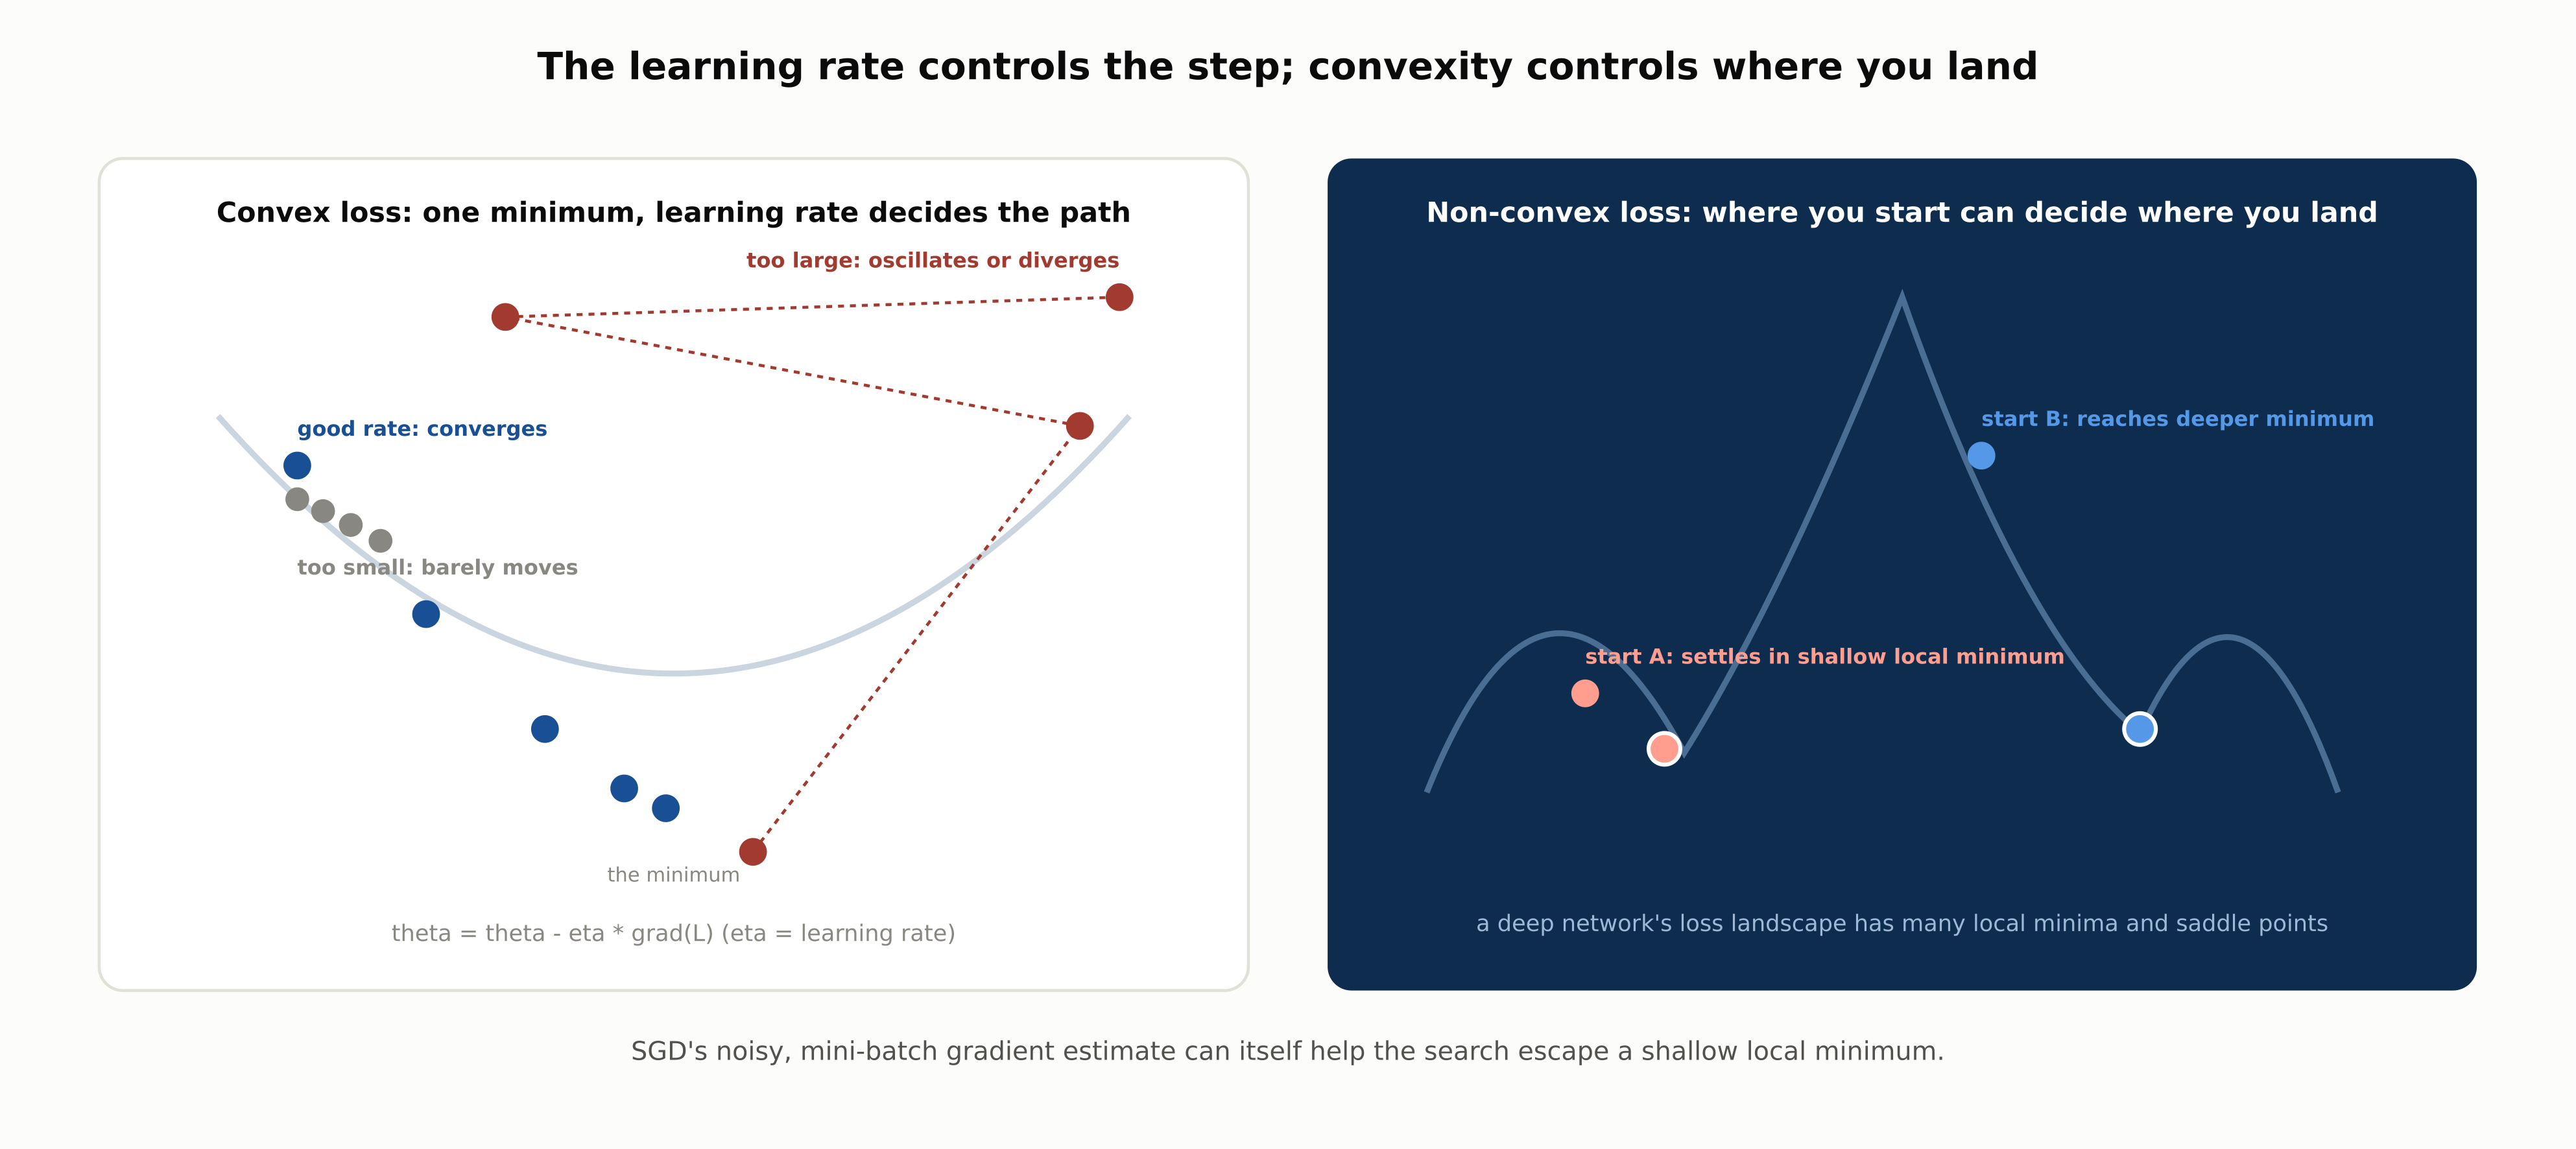 The learning rate controls the step; convexity controls where you land
Convex loss: one minimum, learning rate decides the path
too large: oscillates or diverges
good rate: converges
too small: barely moves
the minimum
theta = theta - eta * grad(L) (eta = learning rate)
Non-convex loss: where you start can decide where you land
start B: reaches deeper minimum
start A: settles in shallow local minimum
a deep network's loss landscape has many local minima and saddle points
SGD's noisy, mini-batch gradient estimate can itself help the search escape a shallow local minimum.